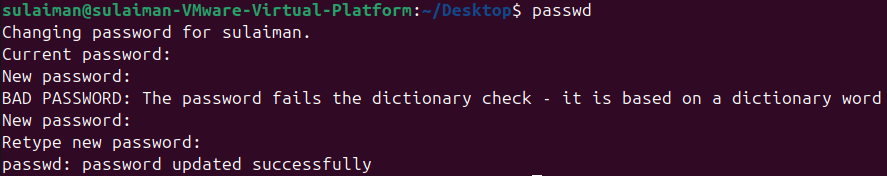 sulaiman@sulaiman-VMware-Virtual-Platform:~/Desktop$ passwd
Changing password for sulaiman.
Current password:
New password:
BAD PASSWORD: The password fails the dictionary check - it is based on a dictionary word
New password:
Retype new password:
passwd: password updated successfully